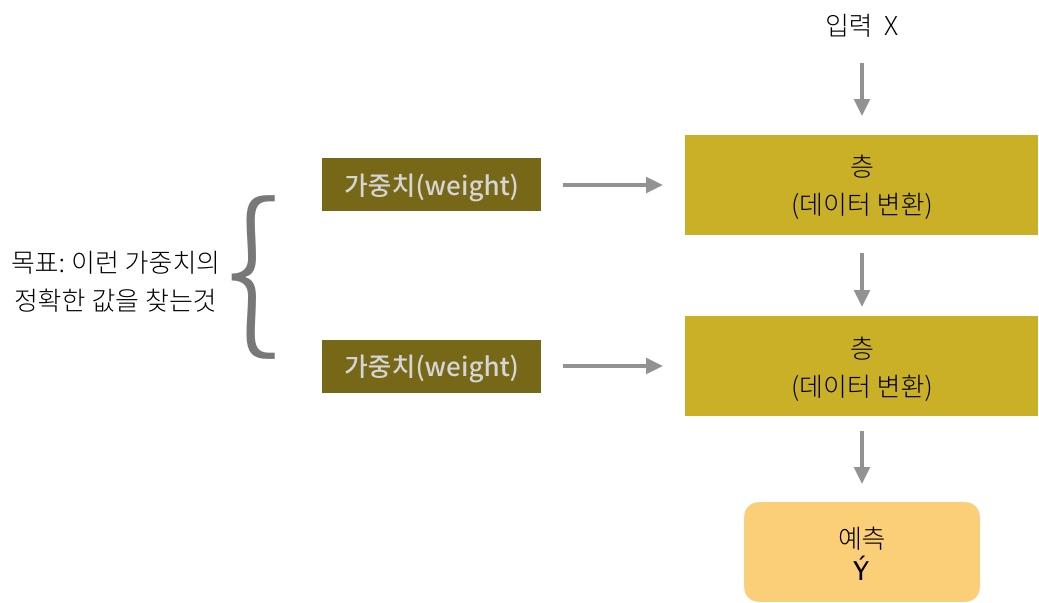 입력 X
가중치(weight)
층
(데이터 변환)
목표: 이런 가중치의
정확한 값을 찾는것
가중치(weight)
층
(데이터 변환)
예측
Ý